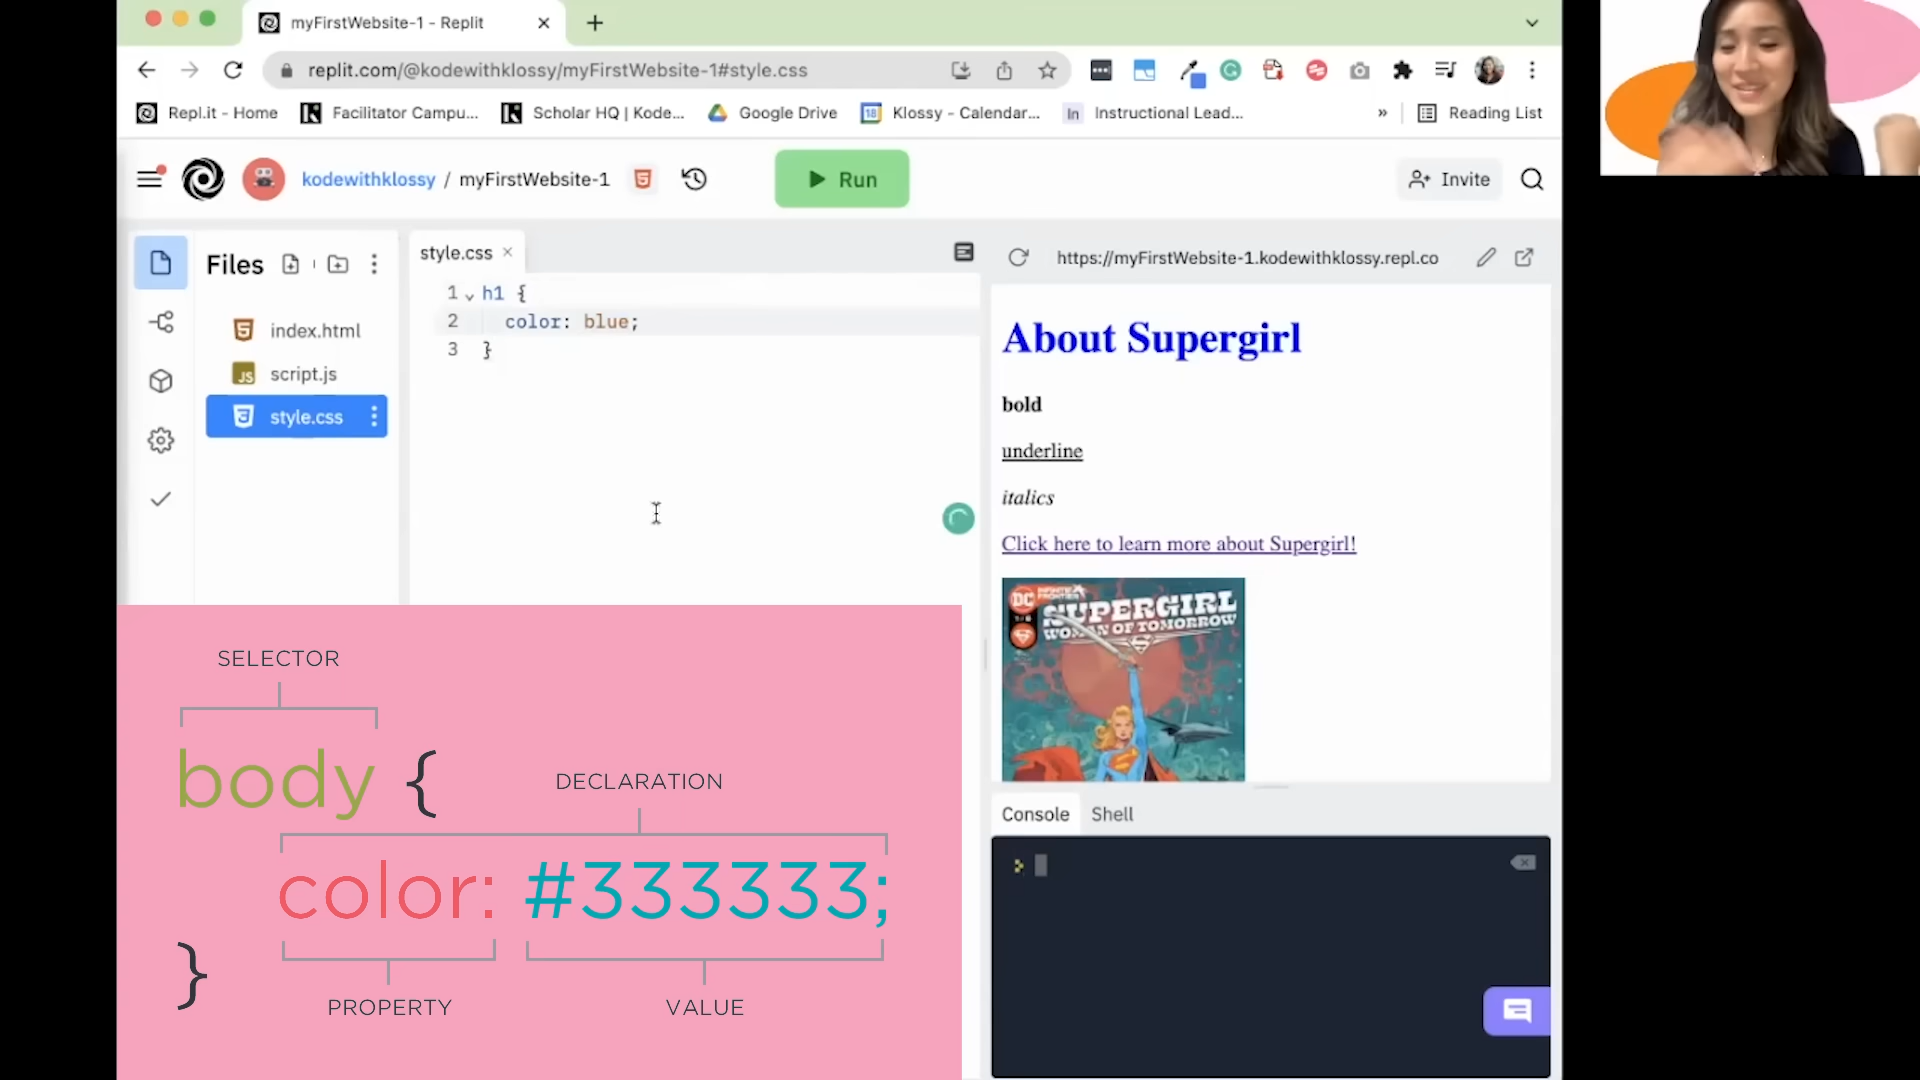 myFirstWebsite-1 - Replit
replit.com/@kodewithklossy/myFirstWebsite-1#style.css
Repl.it - Home
Facilitator Campu...
Scholar HQ | Kode...
Google Drive
18
Klossy - Calendar...
In
Instructional Lead...
»
Reading List
kodewithklossy / myFirstWebsite-1
Run
Invite
Files
index.html
JS
script.js
style.css
style.css
1 h1 {
2 color: blue;
3 }
https://myFirstWebsite-1.kodewithklossy.repl.co
About Supergirl
bold
underline
italics
Click here to learn more about Supergirl!
DC
SUPERGIRL
WOMAN OF TOMORROW
Console
Shell
SELECTOR
body {
DECLARATION
color: #333333;
}
PROPERTY
VALUE